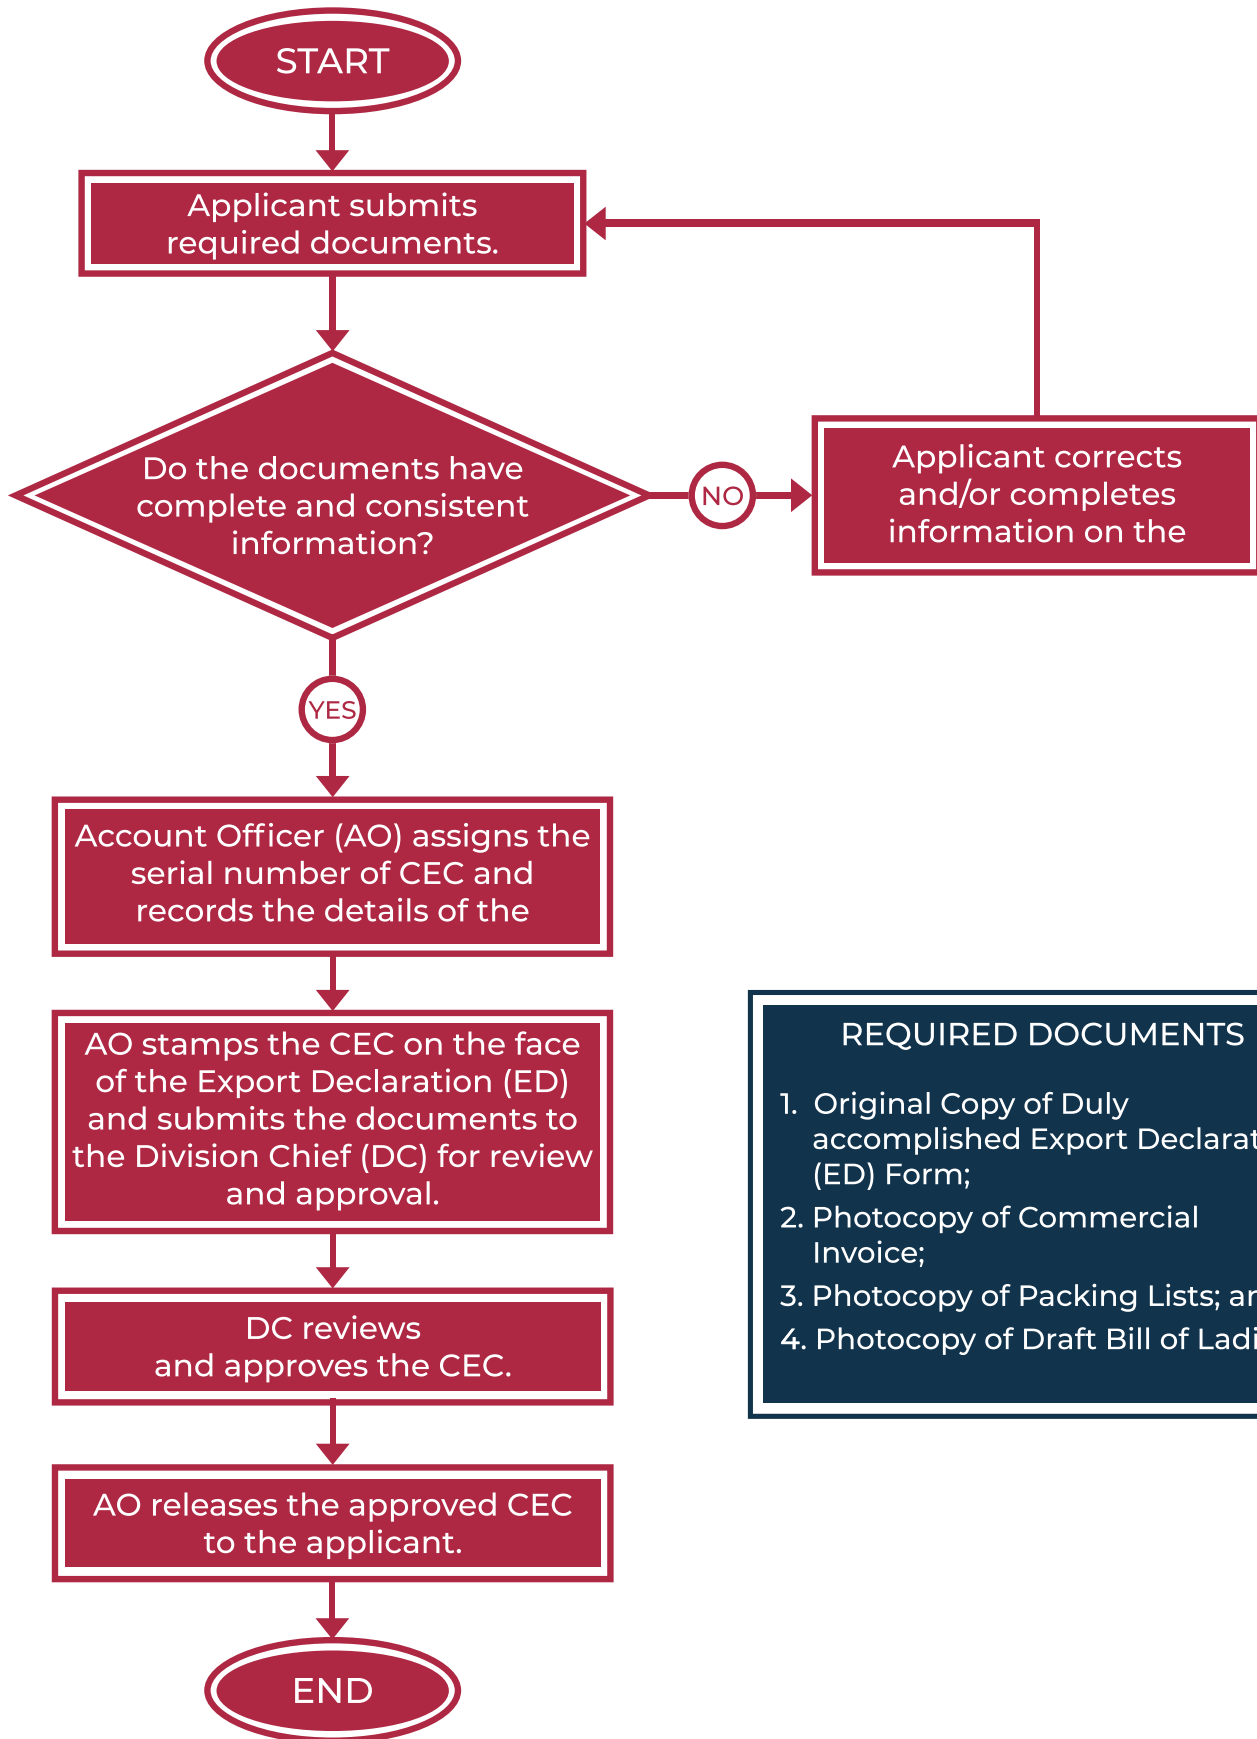 START
Applicant submits
required documents.
Do the documents have
complete and consistent
information?
NO
Applicant corrects
and/or completes
information on the
YES
Account Officer (AO) assigns the
serial number of CEC and
records the details of the
AO stamps the CEC on the face
of the Export Declaration (ED)
and submits the documents to
the Division Chief (DC) for review
and approval.
DC reviews
and approves the CEC.
AO releases the approved CEC
to the applicant.
END
REQUIRED DOCUMENTS
1. Original Copy of Duly
accomplished Export
(ED) Form;
2. Photocopy of Commercial
Invoice;
3. Photocopy of Packing Lists;
4. Photocopy of Draft Bill of